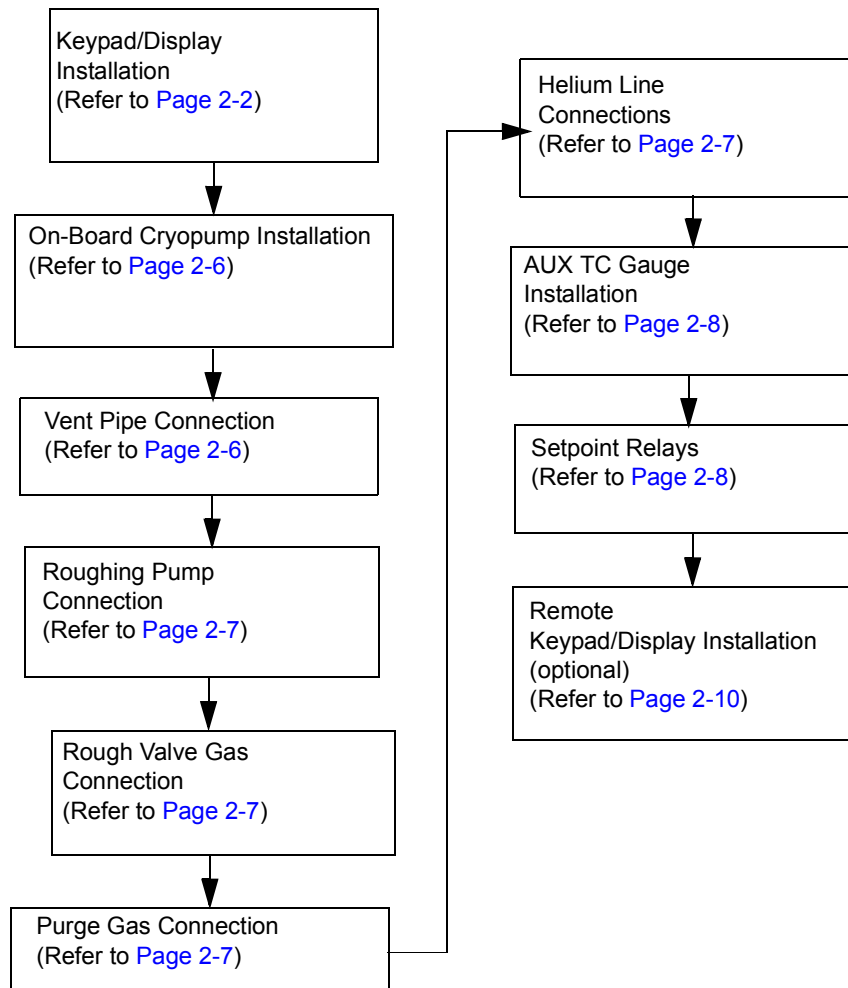 Keypad/Display
Installation
(Refer to Page 2-2)
On-Board Cryopump Installation
(Refer to Page 2-6)
Vent Pipe Connection
(Refer to Page 2-6)
Roughing Pump
Connection
(Refer to Page 2-7)
Rough Valve Gas
Connection
(Refer to Page 2-7)
Purge Gas Connection
(Refer to Page 2-7)
Helium Line
Connections
(Refer to Page 2-7)
AUX TC Gauge
Installation
(Refer to Page 2-8)
Setpoint Relays
(Refer to Page 2-8)
Remote
Keypad/Display Installation
(optional)
(Refer to Page 2-10)